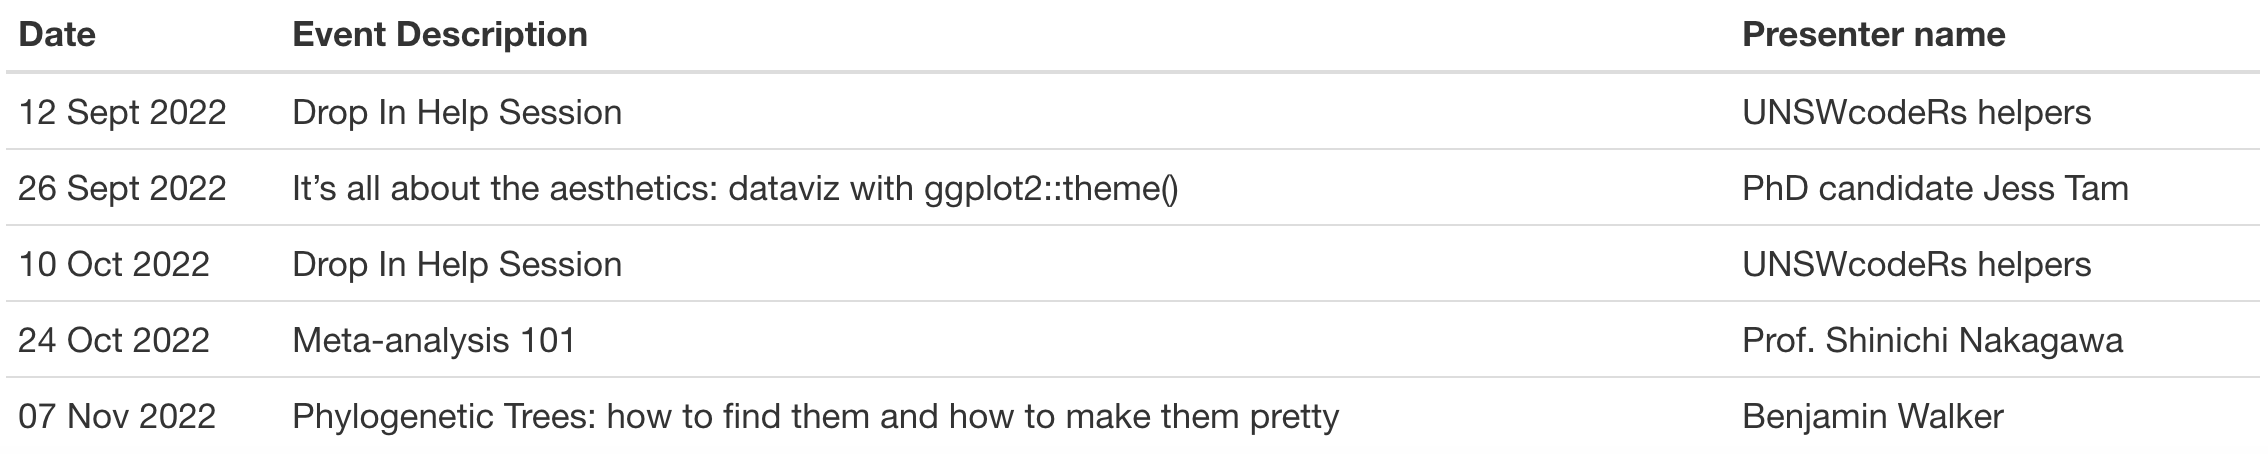 Date Event Description Presenter name
12 Sept 2022 Drop In Help Session UNSWcodeRs helpers
26 Sept 2022 It’s all about the aesthetics: dataviz with ggplot2::theme() PhD candidate Jess Tam
10 Oct 2022 Drop In Help Session UNSWcodeRs helpers
24 Oct 2022 Meta-analysis 101 Prof. Shinichi Nakagawa
07 Nov 2022 Phylogenetic Trees: how to find them and how to make them pretty Benjamin Walker